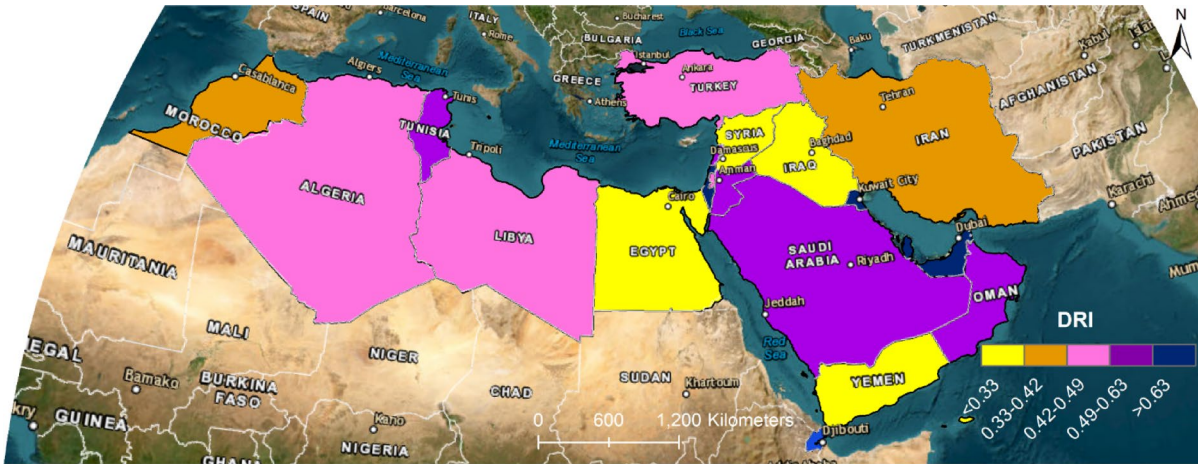 SPAIN
Barcelona
ITALY
Rome
Bucharest
BULGARIA
Black Sea
GEORGIA
Baku
TURKMENISTAN
Kabul
N
Istanbul
Ankara
TURKEY
GREECE
Athens
AFGHANISTAN
PAKISTAN
Casablanca
Algiers
Mediterranean
Sea
Tunis
MOROCCO
TUNISIA
Tripoli
Mediterranean
Sea
SYRIA
Damascus
Baghdad
IRAQ
Amman
Tehran
IRAN
Kuwait City
Karachi
ALGERIA
LIBYA
Cairo
EGYPT
SAUDI
ARABIA
Riyadh
Dubai
OMAN
Jeddah
Red
Sea
YEMEN
MAURITANIA
MALI
NIGER
CHAD
SUDAN
Khartoum
Bamako
BURKINA
FASO
Kano
GUINEA
NIGERIA
Djibouti
0 600 1,200 Kilometers
DRI
<0.33
0.33-0.42
0.42-0.49
0.49-0.63
>0.63